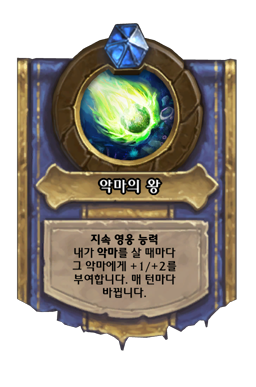 악마의 왕
지속 영웅 능력
내가 악마를 살 때마다
그 악마에게 +1/+2를
부여합니다. 매 턴마다
바뀝니다.